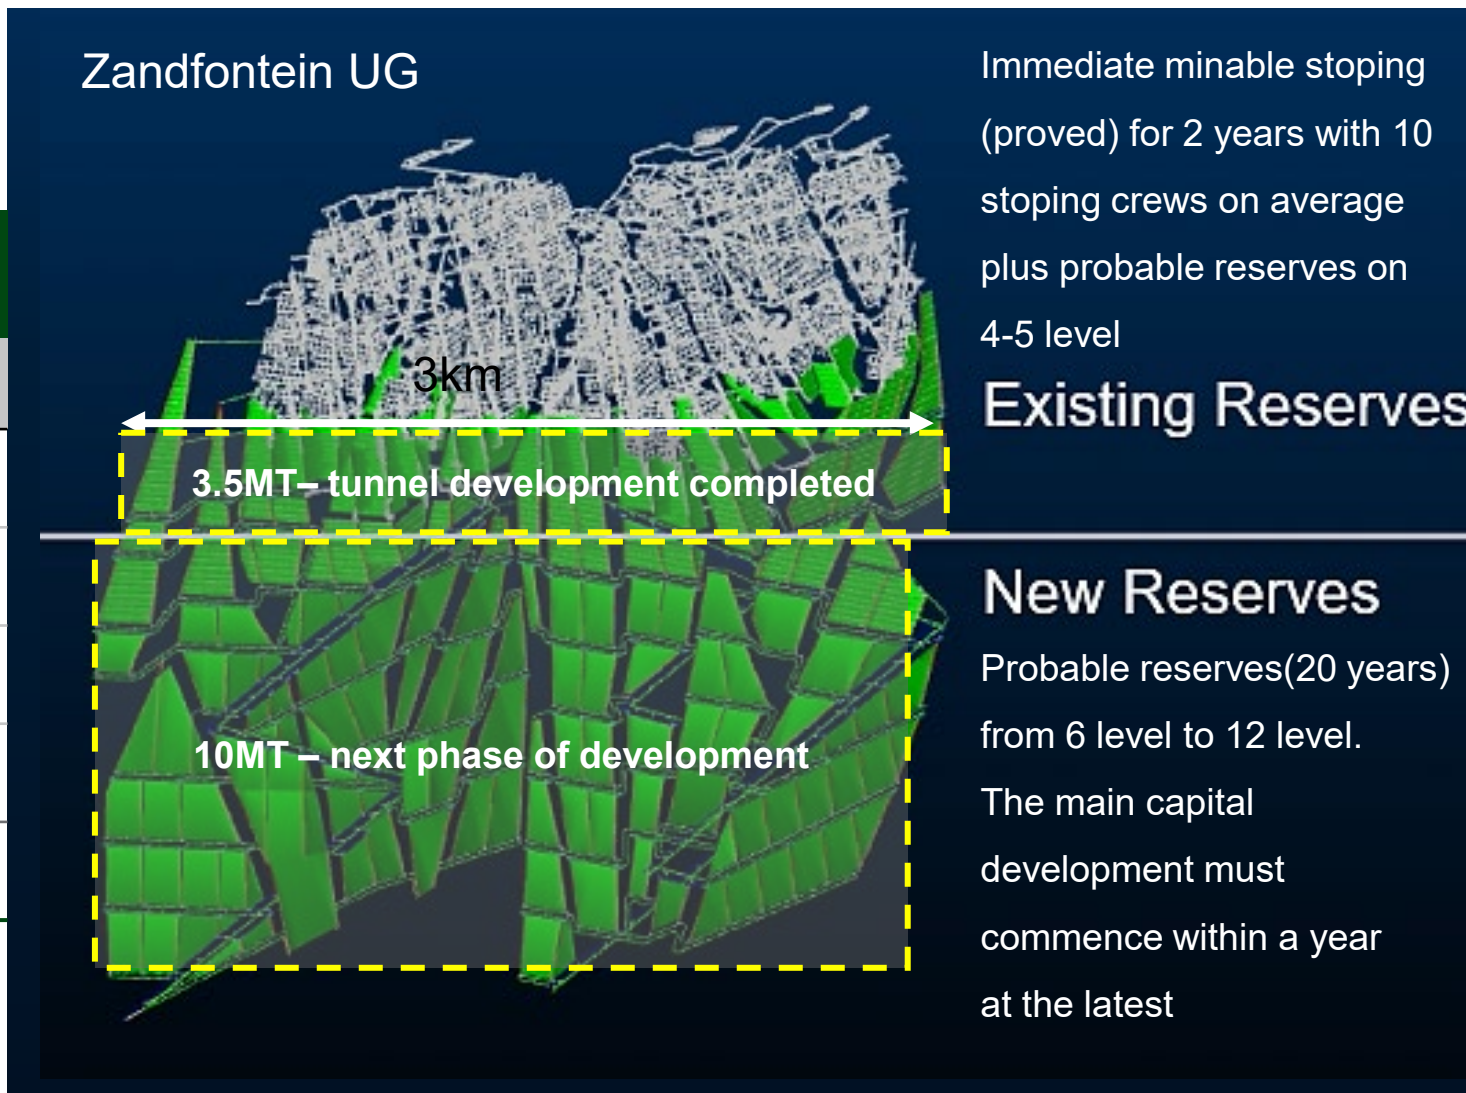 Zandfontein UG
Immediate minable stoping
(proved) for 2 years with 10
stoping crews on average
plus probable reserves on
4-5 level
3km
Existing Reserves
3.5MT– tunnel development completed
New Reserves
Probable reserves(20 years)
from 6 level to 12 level.
The main capital
development must
commence within a year
at the latest
10MT – next phase of development